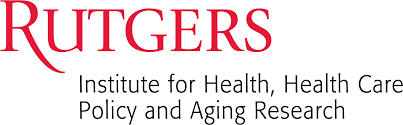 RUTGERS
Institute for Health, Health Care
Policy and Aging Research